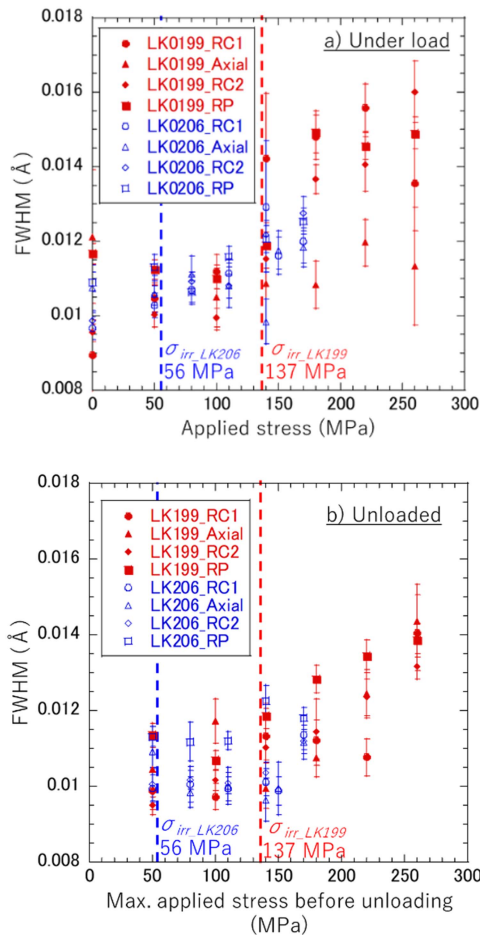 0.018
0.016
0.014
0.012
0.01
0.008
FWHM (Å)
LK0199_RC1
LK0199_Axial
LK0199_RC2
LK0199_RP
LK0206_RC1
LK0206_Axial
LK0206_RC2
LK0206_RP
a) Under load
σ irr_LK206
56 MPa
σ irr_LK199
137 MPa
0 50 100 150 200 250 300
Applied stress (MPa)
0.018
0.016
0.014
0.012
0.01
0.008
FWHM (Å)
LK199_RC1
LK199_Axial
LK199_RC2
LK199_RP
LK206_RC1
LK206_Axial
LK206_RC2
LK206_RP
b) Unloaded
σ irr_LK206
56 MPa
σ irr_LK199
137 MPa
0 50 100 150 200 250 300
Max. applied stress before unloading
(MPa)